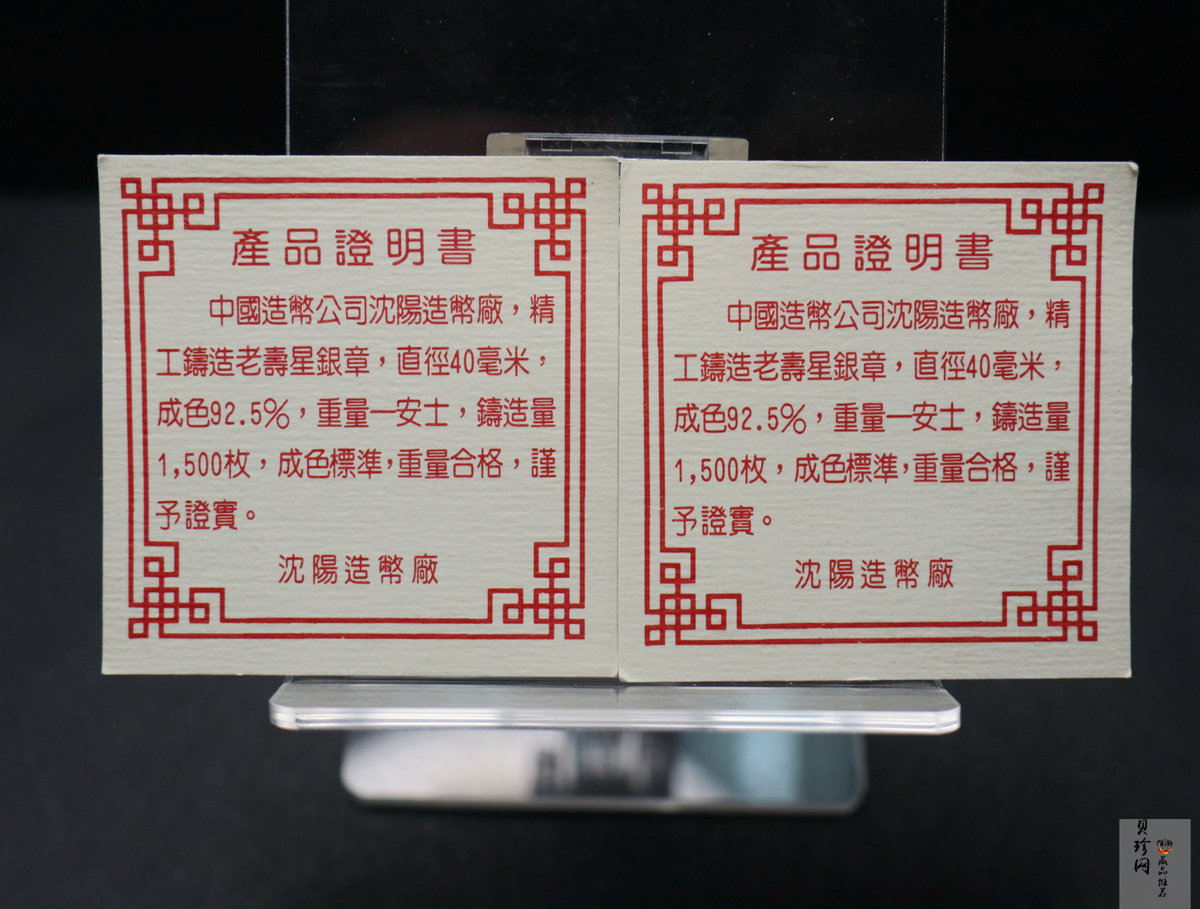 產品證明書
中國造幣公司沈陽造幣廠，精
工鑄造老壽星銀章，直徑40毫米，
成色92.5%，重量一安士，鑄造量
1,500枚，成色標準，重量合格，謹
予證實。
沈陽造幣廠
產品證明書
中國造幣公司沈陽造幣廠，精
工鑄造老壽星銀章，直徑40毫米，
成色92.5%，重量一安士，鑄造量
1,500枚，成色標準，重量合格，謹
予證實。
沈陽造幣廠
贝珍网
藏品推荐